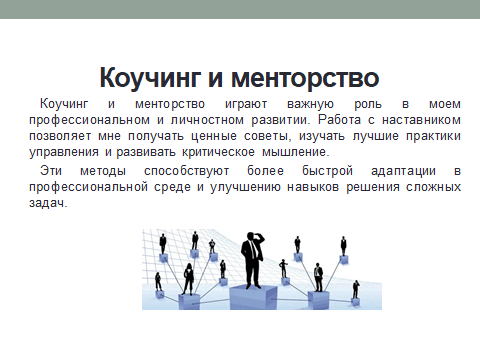 Коучинг и менторство
Коучинг и менторство играют важную роль в моем
профессиональном и личностном развитии. Работа с наставником
позволяет мне получать ценные советы, изучать лучшие практики
управления и развивать критическое мышление.
Эти методы способствуют более быстрой адаптации в
профессиональной среде и улучшению навыков решения сложных
задач.